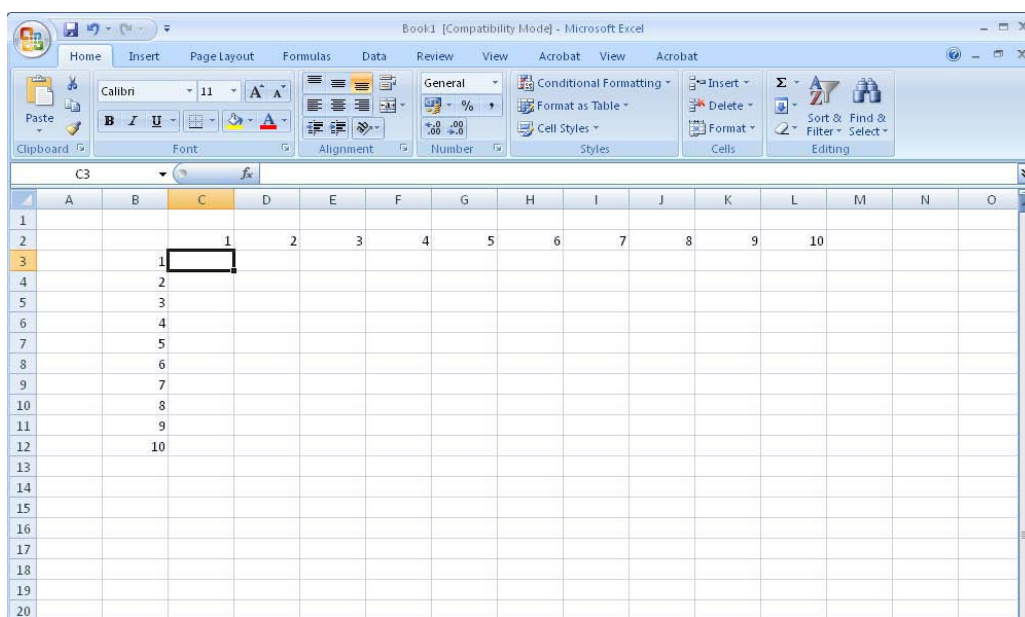 Book1 [Compatibility Mode] - Microsoft Excel
Home Insert Page Layout Formulas Data Review View Acrobat View Acrobat
Calibri 11 A A General Conditional Formatting Insert Σ
Paste % , Format as Table Delete Sort & Find &
B I U A .0 .00 .00 .0 Cell Styles Format Filter Select
Clipboard Font Alignment Number Styles Cells Editing
C3 fx
A B C D E F G H I J K L M N O
1
2 1 2 3 4 5 6 7 8 9 10
3 1
4 2
5 3
6 4
7 5
8 6
9 7
10 8
11 9
12 10
13
14
15
16
17
18
19
20